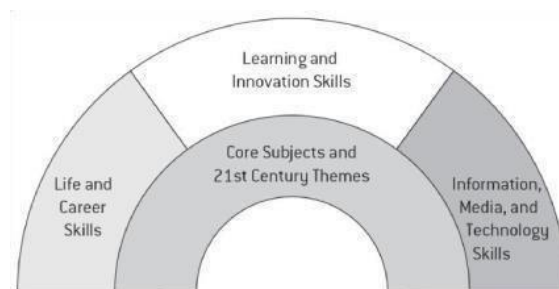 Learning and
Innovation Skills
Core Subjects and
21st Century Themes
Life and
Career
Skills
Information,
Media, and
Technology
Skills